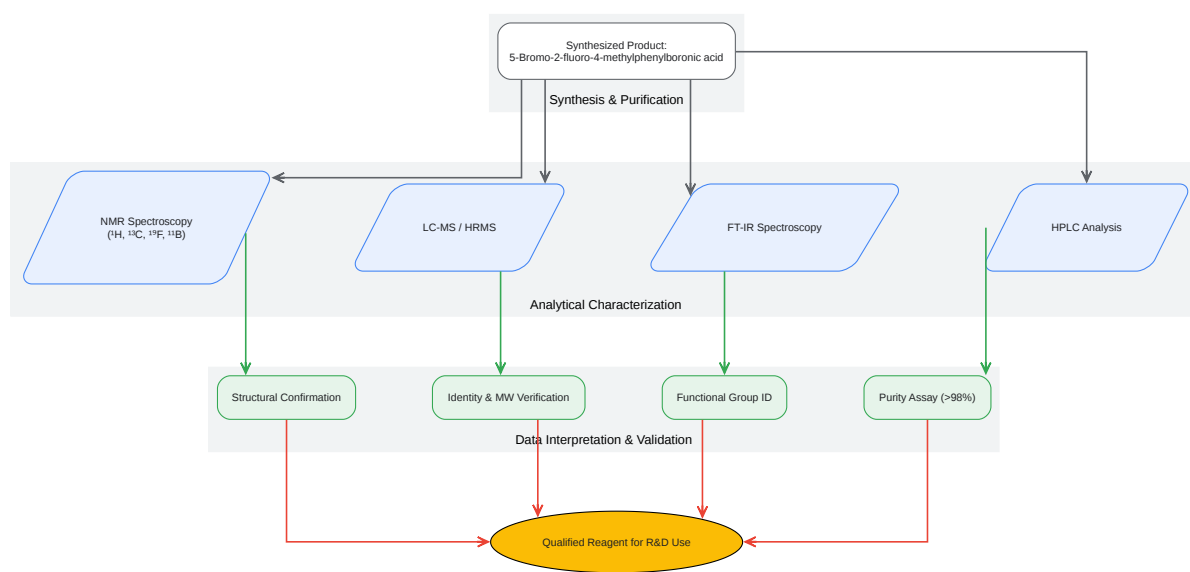 Synthesized Product:
5-Bromo-2-fluoro-4-methylphenylboronic acid
Synthesis & Purification
NMR Spectroscopy
(¹H, ¹³C, ¹⁹F, ¹¹B)
LC-MS / HRMS
FT-IR Spectroscopy
HPLC Analysis
Analytical Characterization
Structural Confirmation
Identity & MW Verification
Functional Group ID
Purity Assay (>98%)
Data Interpretation & Validation
Qualified Reagent for R&D Use